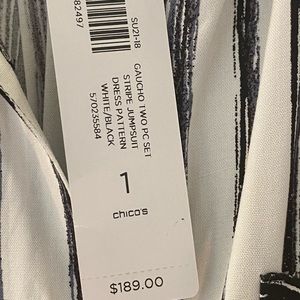 82497
SU21-18
GAUCHO TWO PC SET
STRIPE JUMPSUIT
DRESS PATTERN
WHITE/BLACK
570235584
1
chico's
$189.00